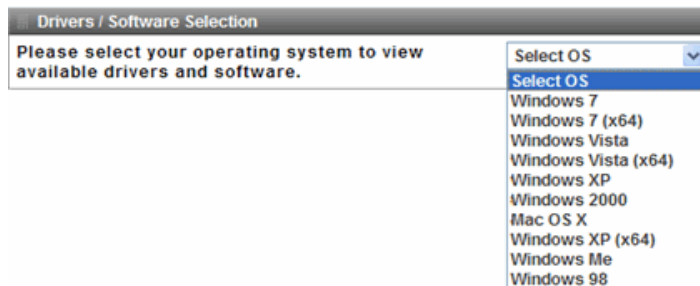 Drivers / Software Selection
Please select your operating system to view
available drivers and software.
Select OS
Select OS
Windows 7
Windows 7 (x64)
Windows Vista
Windows Vista (x64)
Windows XP
Windows 2000
Mac OS X
Windows XP (x64)
Windows Me
Windows 98